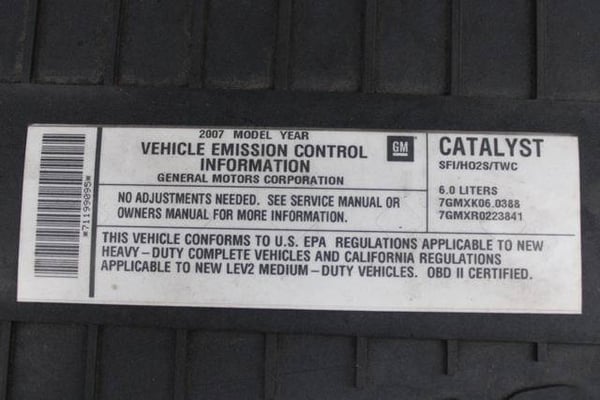 *71199095*
2007 MODEL YEAR
VEHICLE EMISSION CONTROL
INFORMATION
GENERAL MOTORS CORPORATION
GM
NO ADJUSTMENTS NEEDED. SEE SERVICE MANUAL OR
OWNERS MANUAL FOR MORE INFORMATION.
CATALYST
SFI/HO2S/TWC
6.0 LITERS
7GMXK06.0388
7GMXR0223841
THIS VEHICLE CONFORMS TO U.S. EPA REGULATIONS APPLICABLE TO NEW
HEAVY-DUTY COMPLETE VEHICLES AND CALIFORNIA REGULATIONS
APPLICABLE TO NEW LEV2 MEDIUM-DUTY VEHICLES. OBD II CERTIFIED.